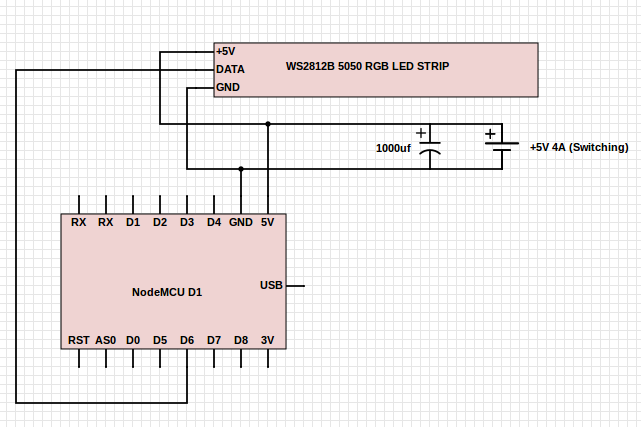 +5V
DATA
GND
WS2812B 5050 RGB LED STRIP
+
1000uf
+
+5V 4A (Switching)
RX RX D1 D2 D3 D4 GND 5V
USB
NodeMCU D1
RST AS0 D0 D5 D6 D7 D8 3V